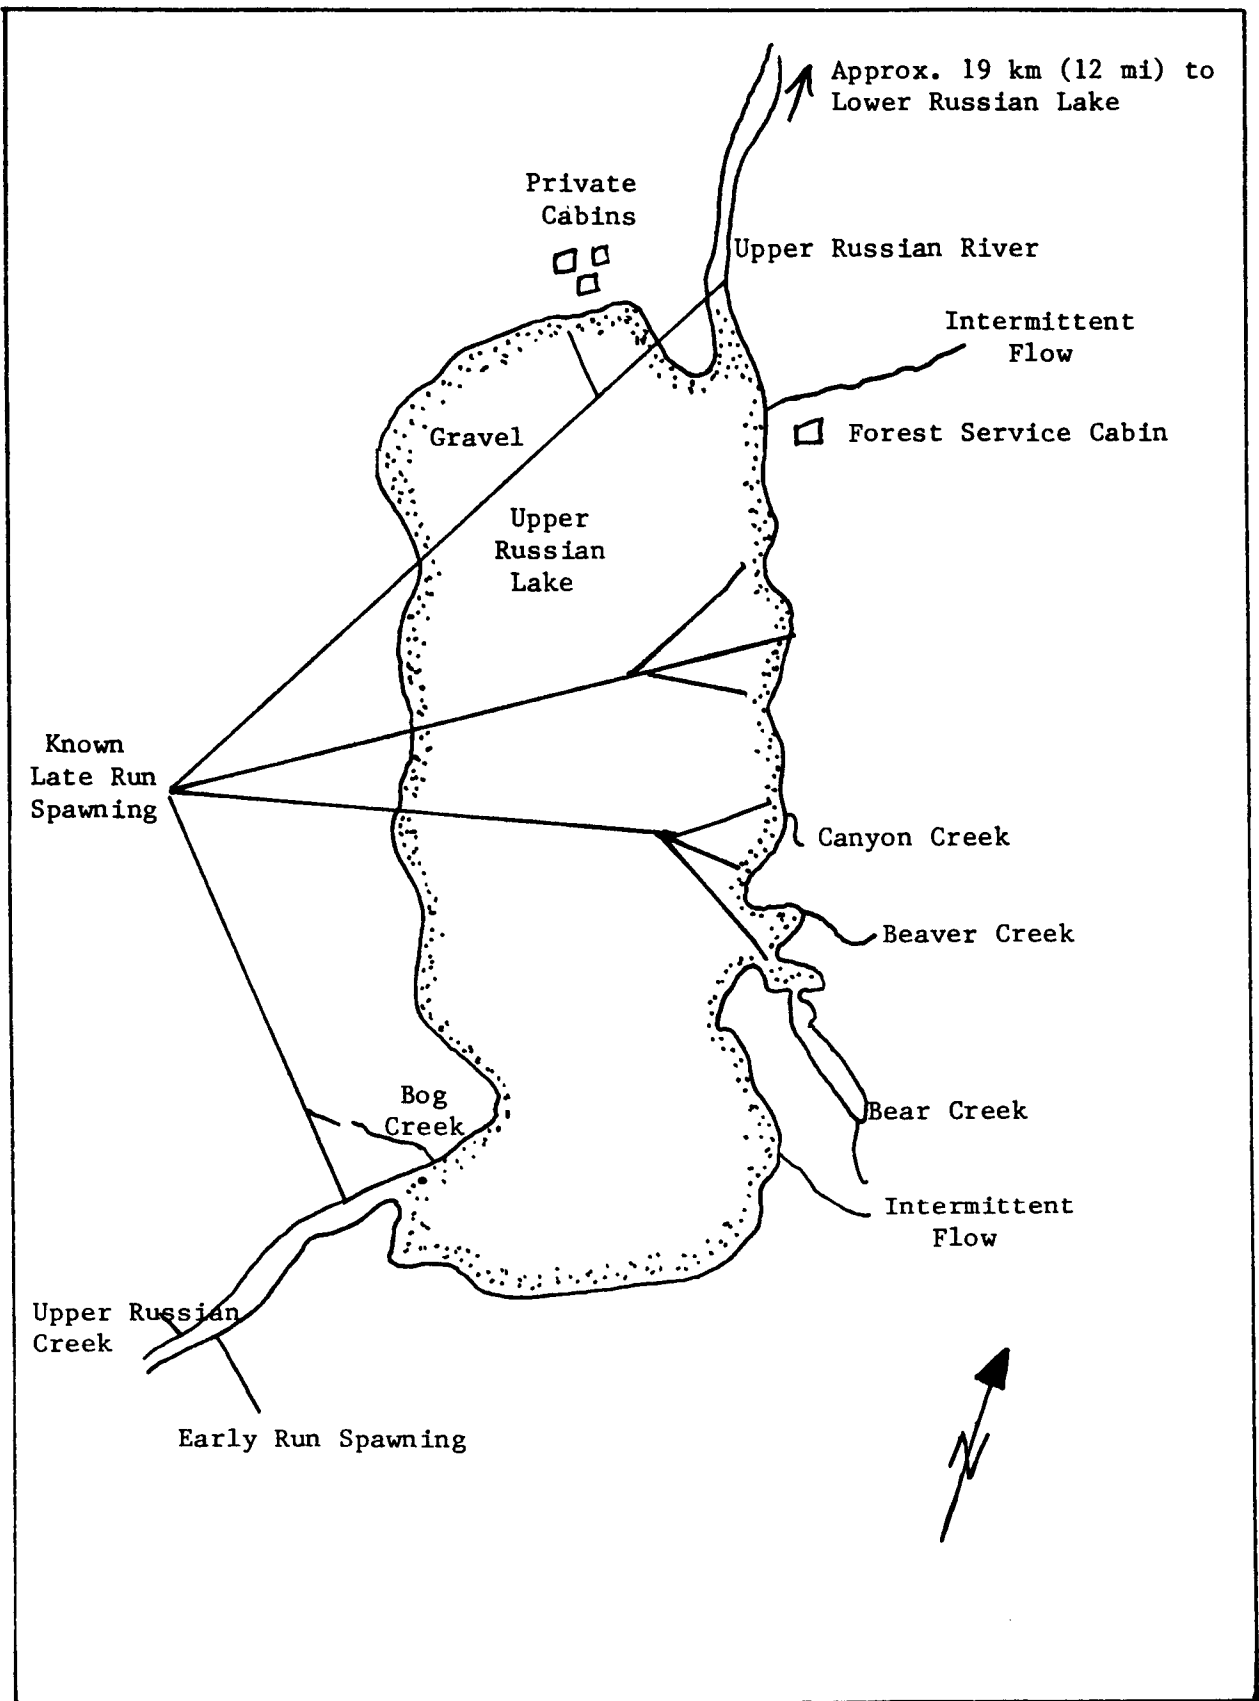 Approx. 19 km (12 mi) to
Lower Russian Lake
Private
Cabins
Upper Russian River
Intermittent
Flow
Gravel
Forest Service Cabin
Upper
Russian
Lake
Known
Late Run
Spawning
Canyon Creek
Beaver Creek
Bog
Creek
Bear Creek
Intermittent
Flow
Upper Russian
Creek
Early Run Spawning
N